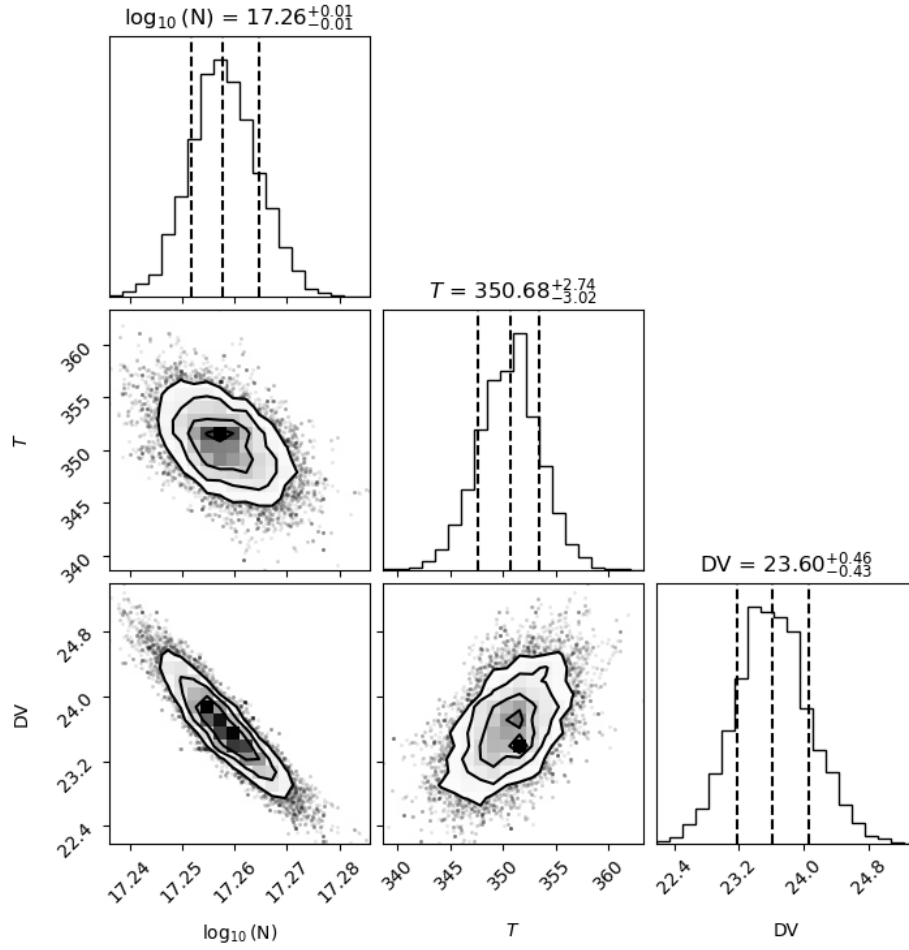 log₁₀ (N) = 17.26⁺⁰·⁰¹₋₀.₀₁
360
355
350
345
340
T
T = 350.68⁺²·⁷⁴₋₃.₀₂
24.8
24.0
23.2
22.4
DV
DV = 23.60⁺⁰·⁴⁶₋₀.₄₃
17.24 17.25 17.26 17.27 17.28
340 345 350 355 360
22.4 23.2 24.0 24.8
log₁₀ (N)
T
DV